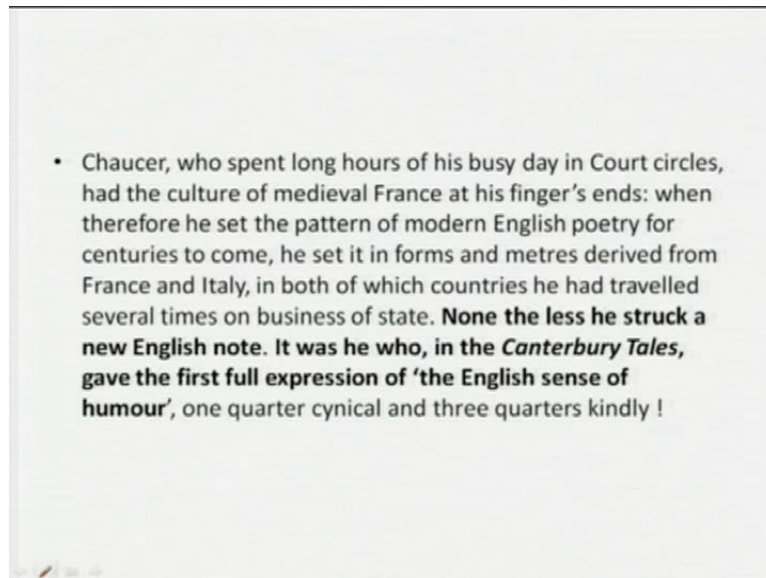 • Chaucer, who spent long hours of his busy day in Court circles,
had the culture of medieval France at his finger's ends: when
therefore he set the pattern of modern English poetry for
centuries to come, he set it in forms and metres derived from
France and Italy, in both of which countries he had travelled
several times on business of state. None the less he struck a
new English note. It was he who, in the Canterbury Tales,
gave the first full expression of ‘the English sense of
humour’, one quarter cynical and three quarters kindly !